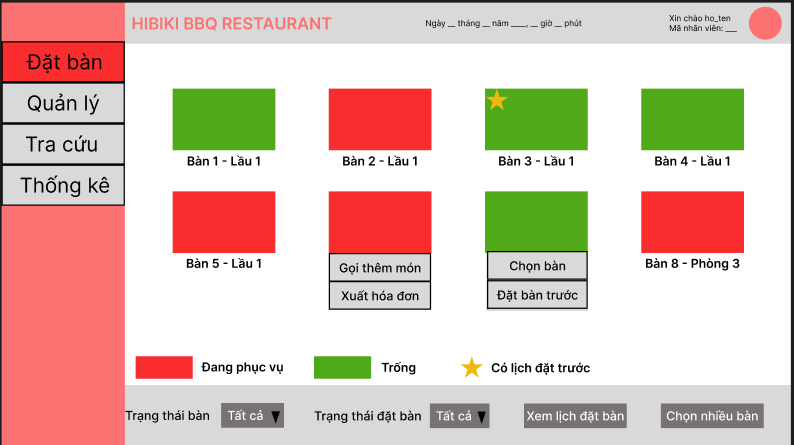 HIBIKI BBQ RESTAURANT
Ngày __ tháng __ năm ____, __ giờ __ phút
Xin chào ho_ten
Mã nhân viên: ___
Đặt bàn
Quản lý
Tra cứu
Thống kê
Bàn 1 - Lầu 1
Bàn 2 - Lầu 1
Bàn 3 - Lầu 1
Bàn 4 - Lầu 1
Bàn 5 - Lầu 1
Gọi thêm món
Xuất hóa đơn
Chọn bàn
Đặt bàn trước
Bàn 8 - Phòng 3
Đang phục vụ
Trống
Có lịch đặt trước
Trạng thái bàn
Tất cả
Trạng thái đặt bàn
Tất cả
Xem lịch đặt bàn
Chọn nhiều bàn